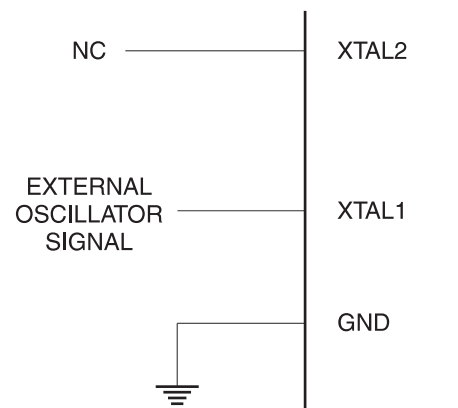 NC
XTAL2
EXTERNAL
OSCILLATOR
SIGNAL
XTAL1
GND